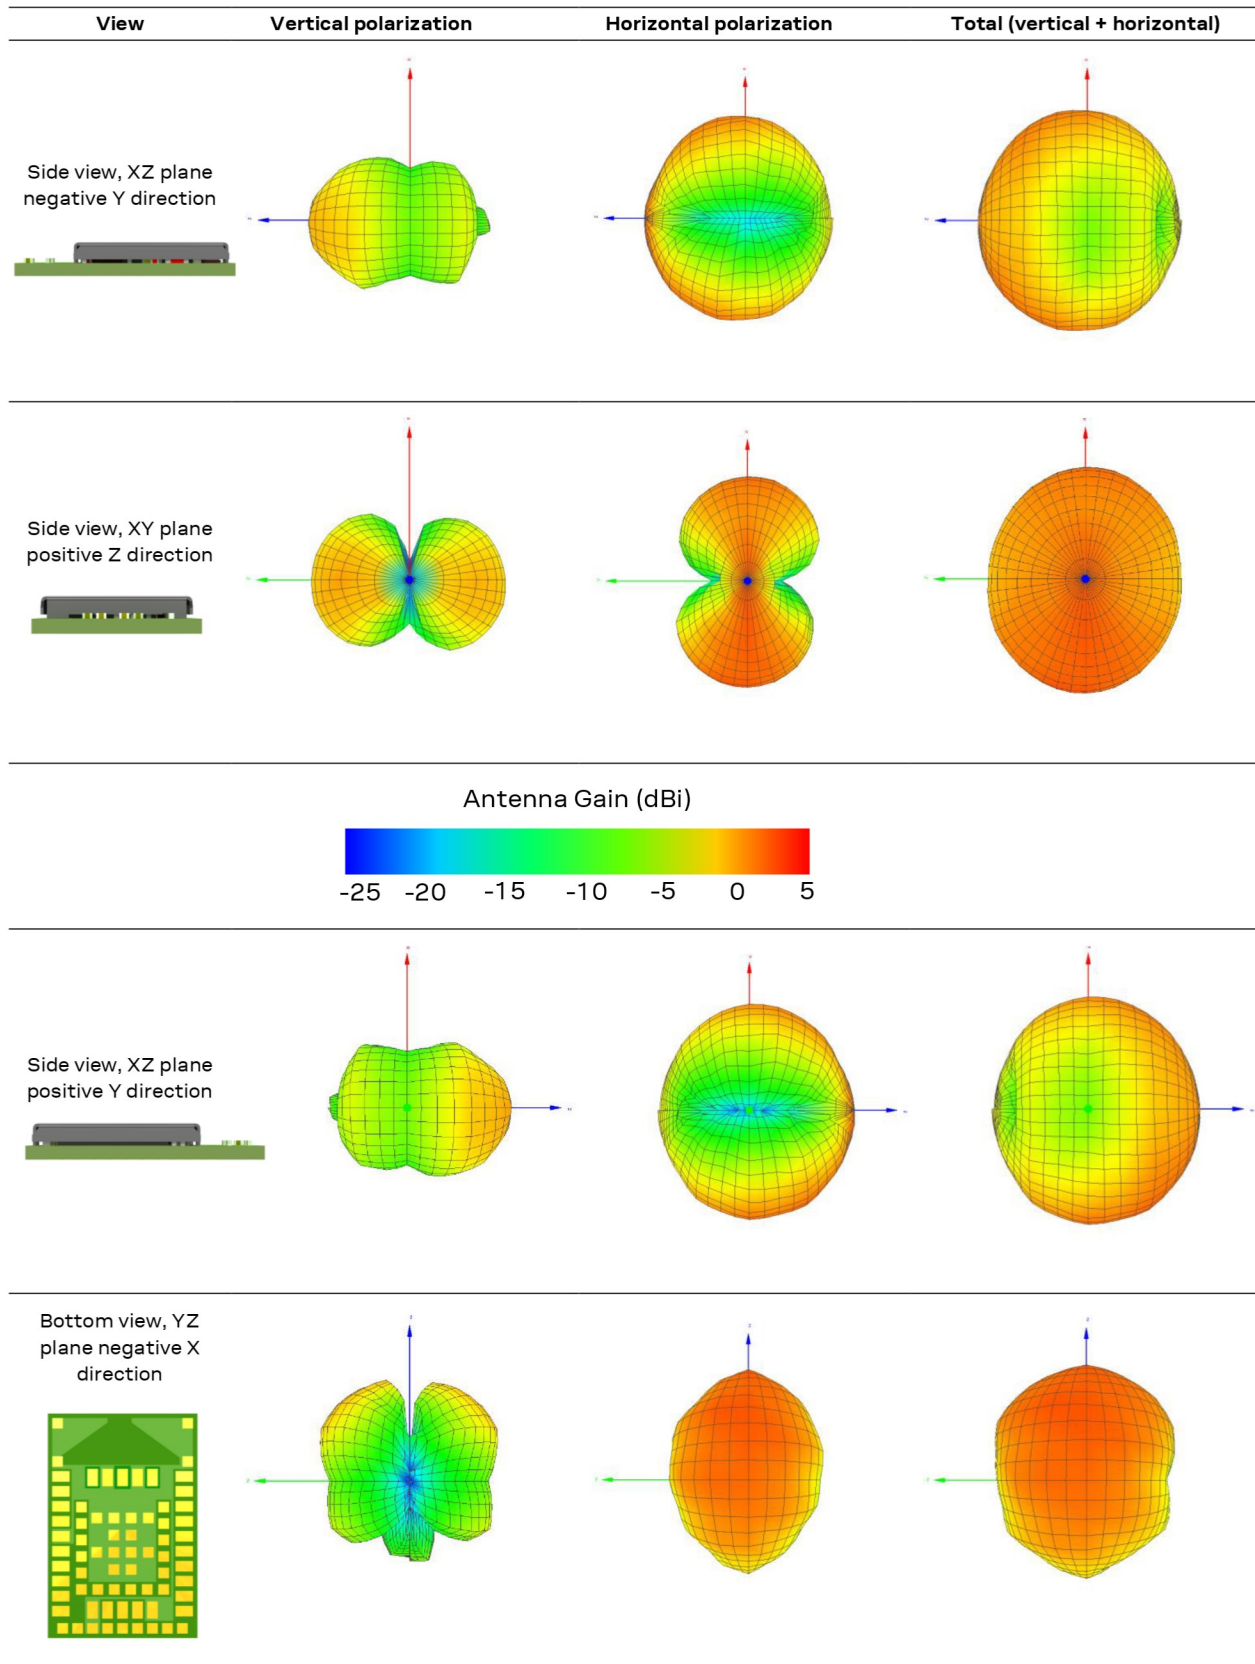 View Vertical polarization Horizontal polarization Total (vertical + horizontal)
Side view, XZ plane
negative Y direction
Side view, XY plane
positive Z direction
Antenna Gain (dBi)
-25 -20 -15 -10 -5 0 5
Side view, XZ plane
positive Y direction
Bottom view, YZ
plane negative X
direction